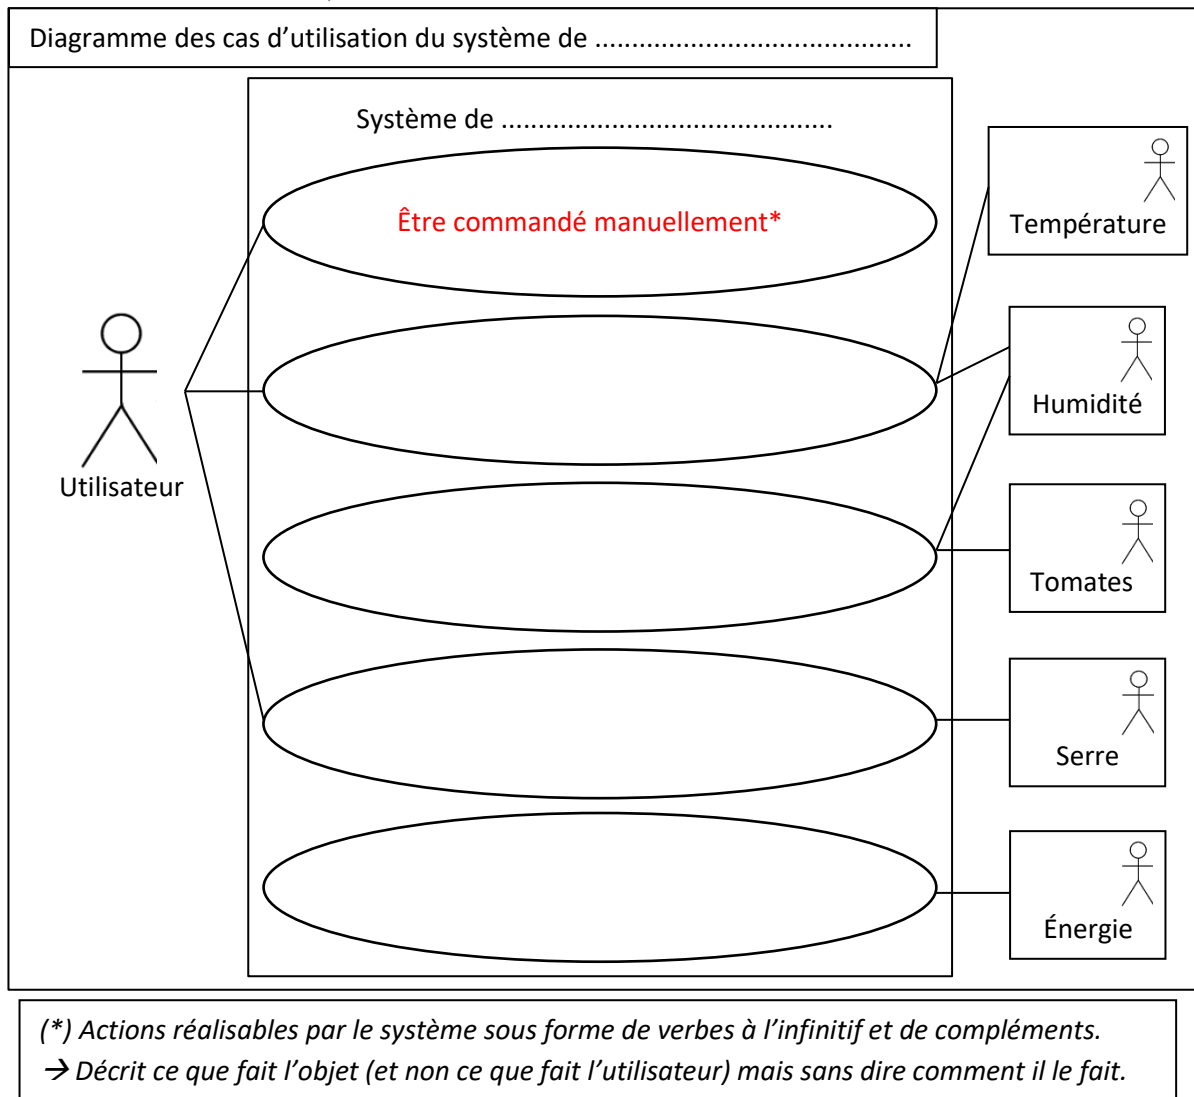 Diagramme des cas d’utilisation du système de ...........................................
Système de .............................................
Être commandé manuellement*
Température
Humidité
Utilisateur
Tomates
Serre
Énergie
(*) Actions réalisables par le système sous forme de verbes à l’infinitif et de compléments.
→ Décrit ce que fait l’objet (et non ce que fait l’utilisateur) mais sans dire comment il le fait.